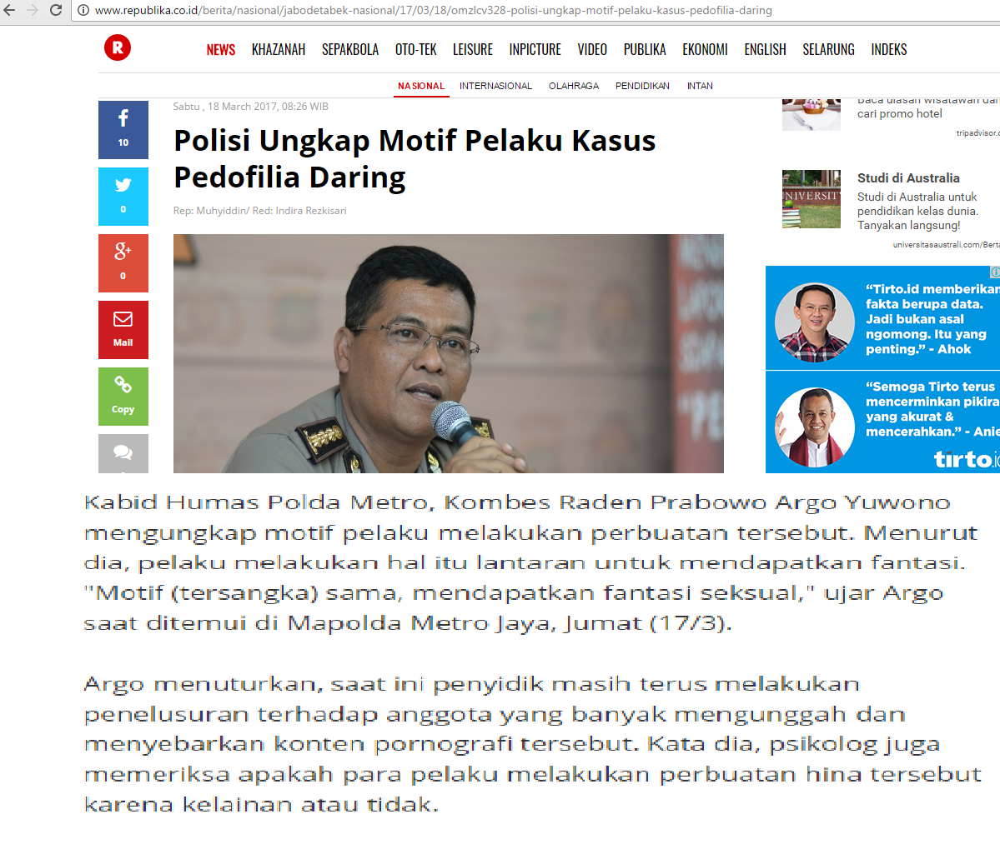 www.republika.co.id/berita/nasional/jabodetabek-nasional/17/03/18/omzlcv328-polisi-ungkap-motif-pelaku-kasus-pedofilia-daring
R
NEWS KHAZANAH SEPAKBOLA OTO-TEK LEISURE INPICTURE VIDEO PUBLIKA EKONOMI ENGLISH SELARUNG INDEKS
NASIONAL INTERNASIONAL OLAHRAGA PENDIDIKAN INTAN
Sabtu , 18 March 2017, 08:26 WIB
Polisi Ungkap Motif Pelaku Kasus
Pedofilia Daring
Rep: Muhyiddin/ Red: Indira Rezkisari
10
0
g+
0
Mail
Copy
Baca ulasan wisatawan dan
cari promo hotel
tripadvisor.c
UNIVERSITY
Studi di Australia
Studi di Australia untuk
pendidikan kelas dunia.
Tanyakan langsung!
universitasaustrali.com/Berta
“Tirto.id memberikan
fakta berupa data.
Jadi bukan asal
ngomong. Itu yang
penting.” - Ahok
“Semoga Tirto terus
mencerminkan pikira
yang akurat &
mencerahkan.” - Anie
tirto.id
Kabid Humas Polda Metro, Kombes Raden Prabowo Argo Yuwono
mengungkap motif pelaku melakukan perbuatan tersebut. Menurut
dia, pelaku melakukan hal itu lantaran untuk mendapatkan fantasi.
"Motif (tersangka) sama, mendapatkan fantasi seksual," ujar Argo
saat ditemui di Mapolda Metro Jaya, Jumat (17/3).
Argo menuturkan, saat ini penyidik masih terus melakukan
penelusuran terhadap anggota yang banyak mengunggah dan
menyebarkan konten pornografi tersebut. Kata dia, psikolog juga
memeriksa apakah para pelaku melakukan perbuatan hina tersebut
karena kelainan atau tidak.